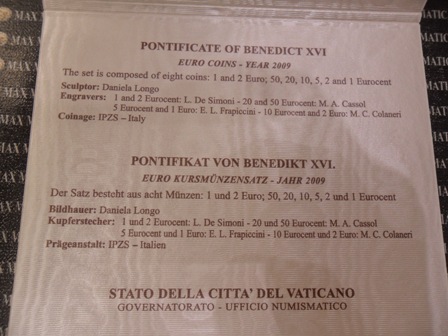 PONTIFICATE OF BENEDICT XVI
EURO COINS - YEAR 2009
The set is composed of eight coins: 1 and 2 Euro; 50, 20, 10, 5, 2 and 1 Eurocent
Sculptor: Daniela Longo
Engravers: 1 and 2 Eurocent: L. De Simoni - 20 and 50 Eurocent: M. A. Cassol
5 Eurocent and 1 Euro: E. L. Frapiccini - 10 Eurocent and 2 Euro: M. C. Colaneri
Coinage: IPZS – Italy
PONTIFIKAT VON BENEDIKT XVI.
EURO KURSMÜNZENSATZ - JAHR 2009
Der Satz besteht aus acht Münzen: 1 und 2 Euro; 50, 20, 10, 5, 2 und 1 Eurocent
Bildhauer: Daniela Longo
Kupferstecher: 1 und 2 Eurocent: L. De Simoni - 20 und 50 Eurocent: M. A. Cassol
5 Eurocent und 1 Euro: E. L. Frapiccini - 10 Eurocent und 2 Euro: M. C. Colaneri
Prägeanstalt: IPZS – Italien
STATO DELLA CITTA' DEL VATICANO
GOVERNATORATO - UFFICIO NUMISMATICO